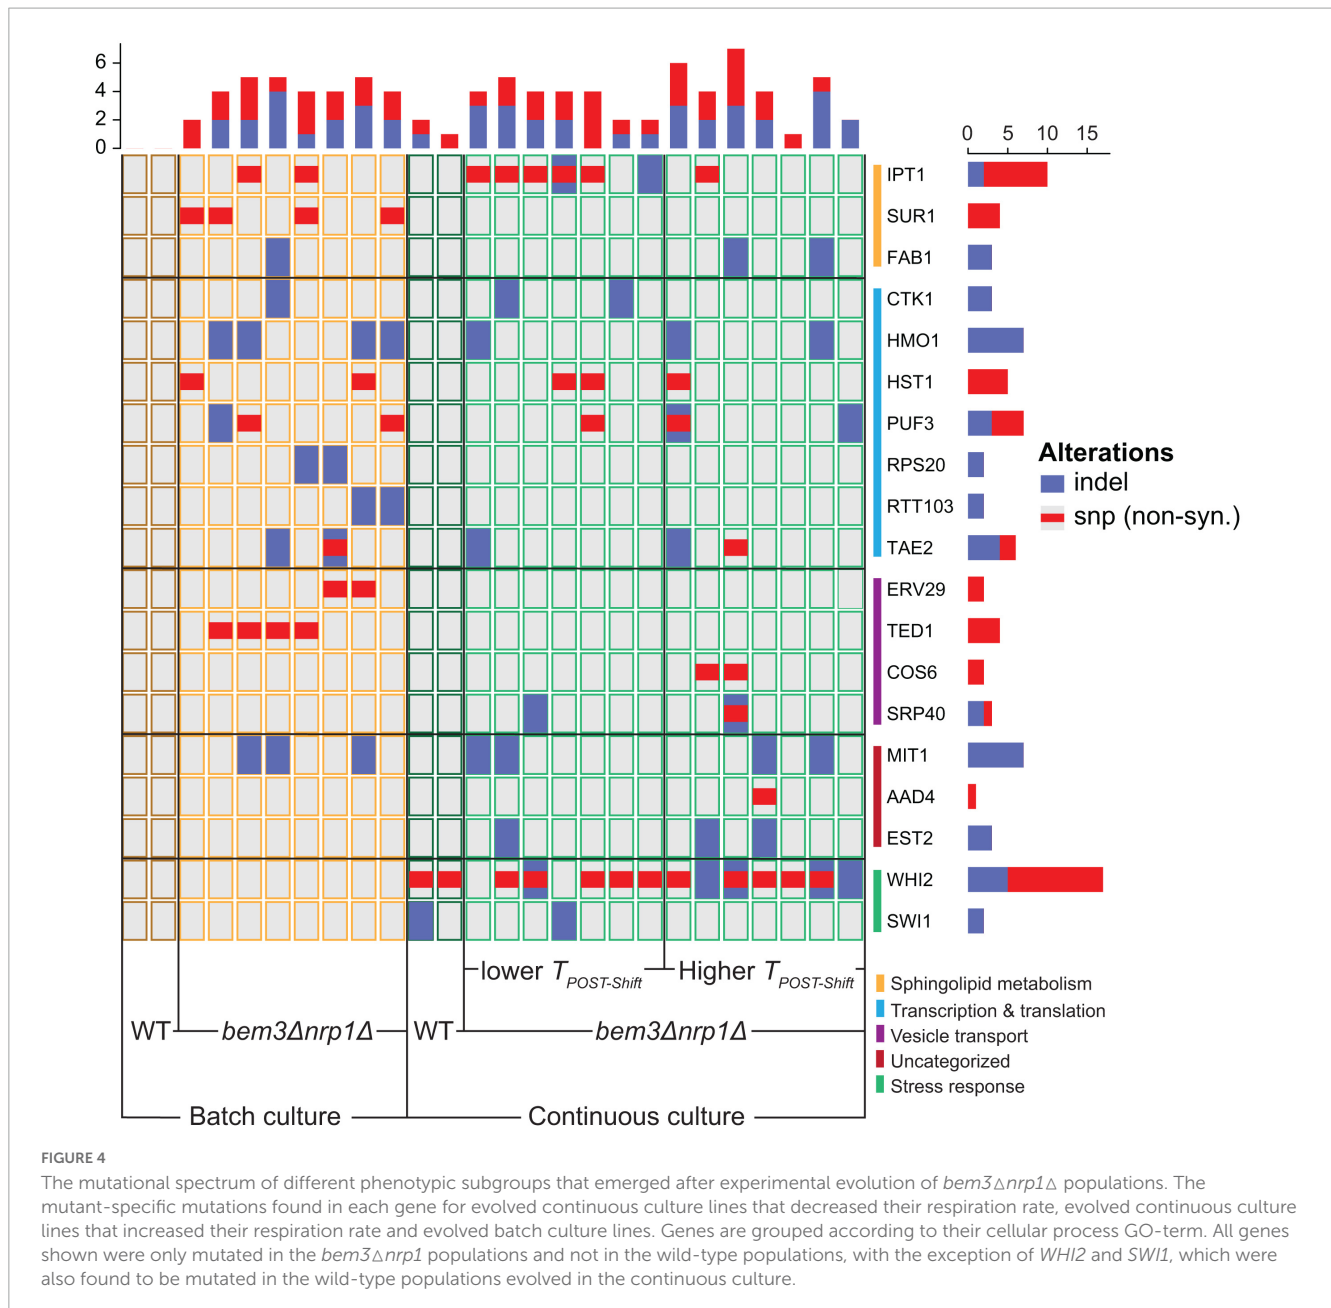 6
4
2
0
0 5 10 15
IPT1
SUR1
FAB1
CTK1
HMO1
HST1
PUF3
RPS20
RTT103
TAE2
ERV29
TED1
COS6
SRP40
MIT1
AAD4
EST2
WHI2
SWI1
Alterations
indel
snp (non-syn.)
lower T POST-Shift Higher T POST-Shift
WT bem3Δnrp1Δ WT bem3Δnrp1Δ
Batch culture Continuous culture
Sphingolipid metabolism
Transcription & translation
Vesicle transport
Uncategorized
Stress response
FIGURE 4
The mutational spectrum of different phenotypic subgroups that emerged after experimental evolution of bem3△nrp1△ populations. The
mutant-specific mutations found in each gene for evolved continuous culture lines that decreased their respiration rate, evolved continuous culture
lines that increased their respiration rate and evolved batch culture lines. Genes are grouped according to their cellular process GO-term. All genes
shown were only mutated in the bem3△nrp1 populations and not in the wild-type populations, with the exception of WHI2 and SWI1, which were
also found to be mutated in the wild-type populations evolved in the continuous culture.